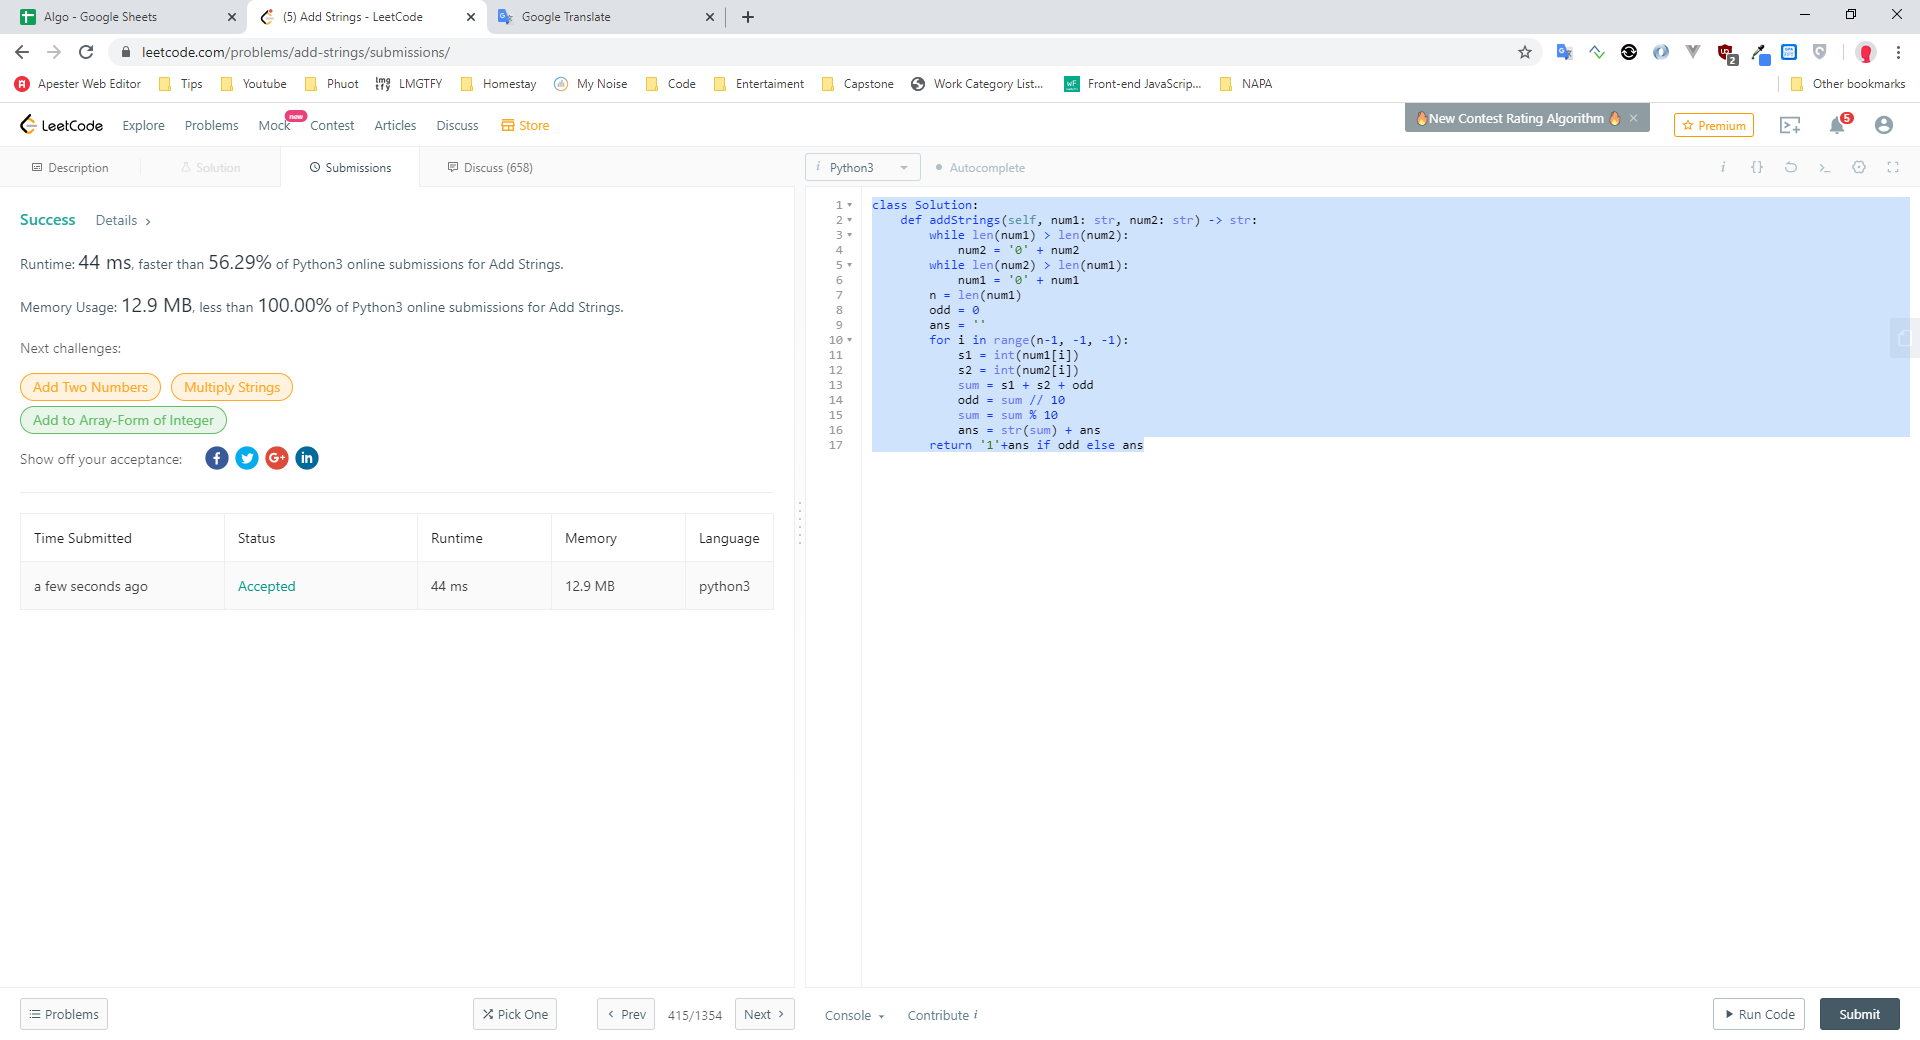 Algo - Google Sheets
(5) Add Strings - LeetCode
Google Translate
leetcode.com/problems/add-strings/submissions/
2
Apester Web Editor Tips Youtube Phuot LMGTFY Homestay My Noise Code Entertaiment Capstone Work Category List... Front-end JavaScrip... NAPA Other bookmarks
LeetCode Explore Problems Mock new Contest Articles Discuss Store
🔥New Contest Rating Algorithm 🔥 ×
Premium
5
Description Solution Submissions Discuss (658)
i Python3 Autocomplete
i {} >_
Success Details >
Runtime: 44 ms, faster than 56.29% of Python3 online submissions for Add Strings.
Memory Usage: 12.9 MB, less than 100.00% of Python3 online submissions for Add Strings.
Next challenges:
Add Two Numbers Multiply Strings
Add to Array-Form of Integer
Show off your acceptance: f G+ in
Time Submitted Status Runtime Memory Language
a few seconds ago Accepted 44 ms 12.9 MB python3
1 class Solution:
2     def addStrings(self, num1: str, num2: str) -> str:
3         while len(num1) > len(num2):
4             num2 = '0' + num2
5         while len(num2) > len(num1):
6             num1 = '0' + num1
7         n = len(num1)
8         odd = 0
9         ans = ''
10         for i in range(n-1, -1, -1):
11             s1 = int(num1[i])
12             s2 = int(num2[i])
13             sum = s1 + s2 + odd
14             odd = sum // 10
15             sum = sum % 10
16             ans = str(sum) + ans
17         return '1'+ans if odd else ans
Problems Pick One < Prev 415/1354 Next >
Console Contribute i Run Code Submit